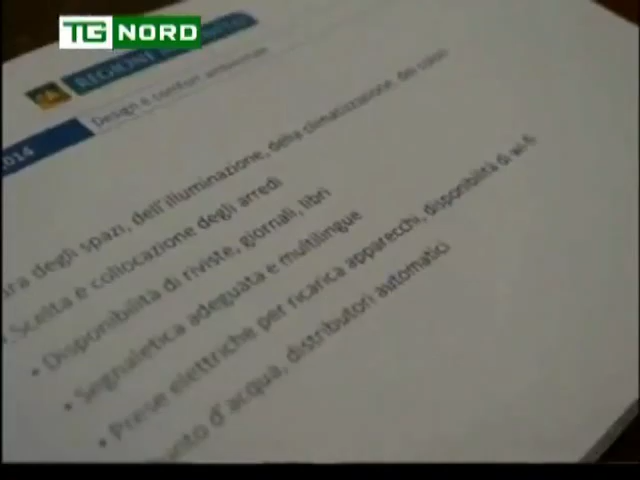 TG NORD
REGIONE
Design e comfort ambientale
2014
degli spazi, dell'illuminazione, della climatizzazione, dei colori
• Scelta e collocazione degli arredi
• Disponibilità di riviste, giornali, libri
• Segnaletica adeguata e multilingue
• Prese elettriche per ricarica apparecchi, disponibilità di wi-fi
d'acqua, distributori automatici